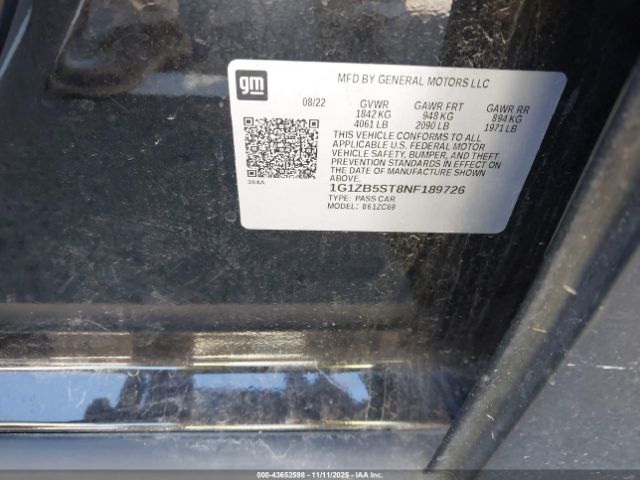 gm
MFD BY GENERAL MOTORS LLC
08/22 GVWR GAWR FRT GAWR RR
1842 KG 948 KG 894 KG
4061 LB 2090 LB 1971 LB
THIS VEHICLE CONFORMS TO ALL
APPLICABLE U.S. FEDERAL MOTOR
VEHICLE SAFETY, BUMPER, AND THEFT
PREVENTION STANDARDS IN EFFECT ON
THE DATE OF MANUFACTURE SHOWN ABOVE.
1G1ZB5ST8NF189726
TYPE: PASS CAR
MODEL: 861ZC69
000-43652598 - 11/11/2025 - IAAI.COM